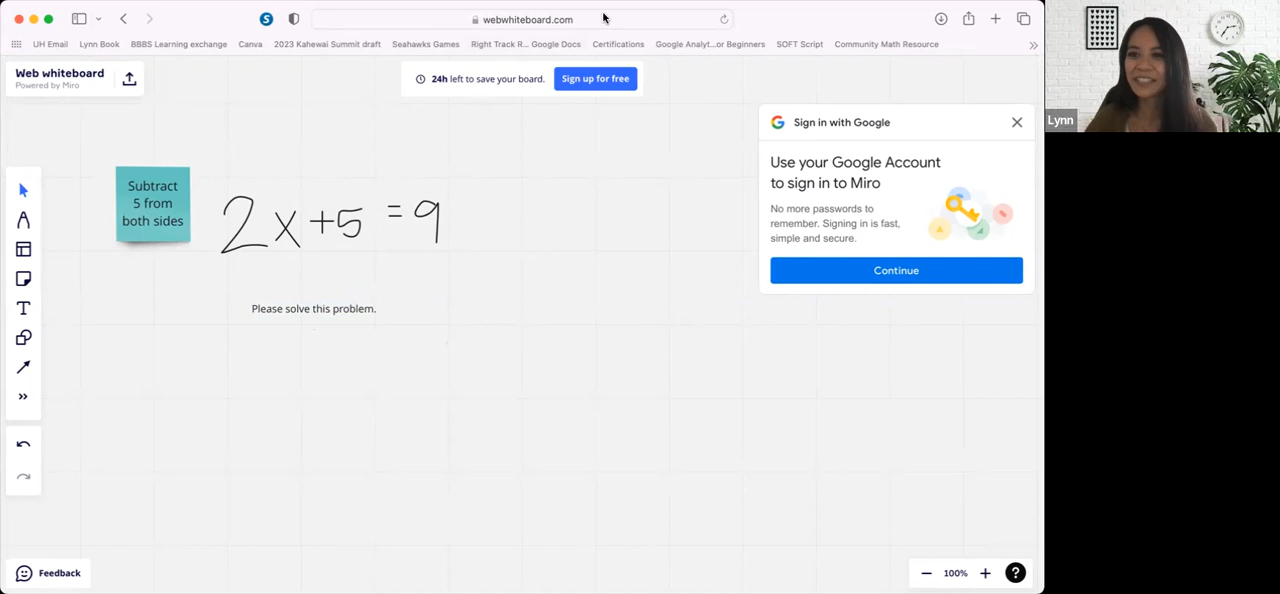 webwhiteboard.com
UH Email
Lynn Book
BBBS Learning exchange
Canva
2023 Kahewai Summit draft
Seahawks Games
Right Track R... Google Docs
Certifications
Google Analyt...or Beginners
SOFT Script
Community Math Resource
Web whiteboard
Powered by Miro
24h left to save your board.
Sign up for free
Lynn
Sign in with Google
Use your Google Account
to sign in to Miro
No more passwords to
remember. Signing in is fast,
simple and secure.
Continue
Subtract
5 from
both sides
2x+5 = 9
Please solve this problem.
Feedback
100%